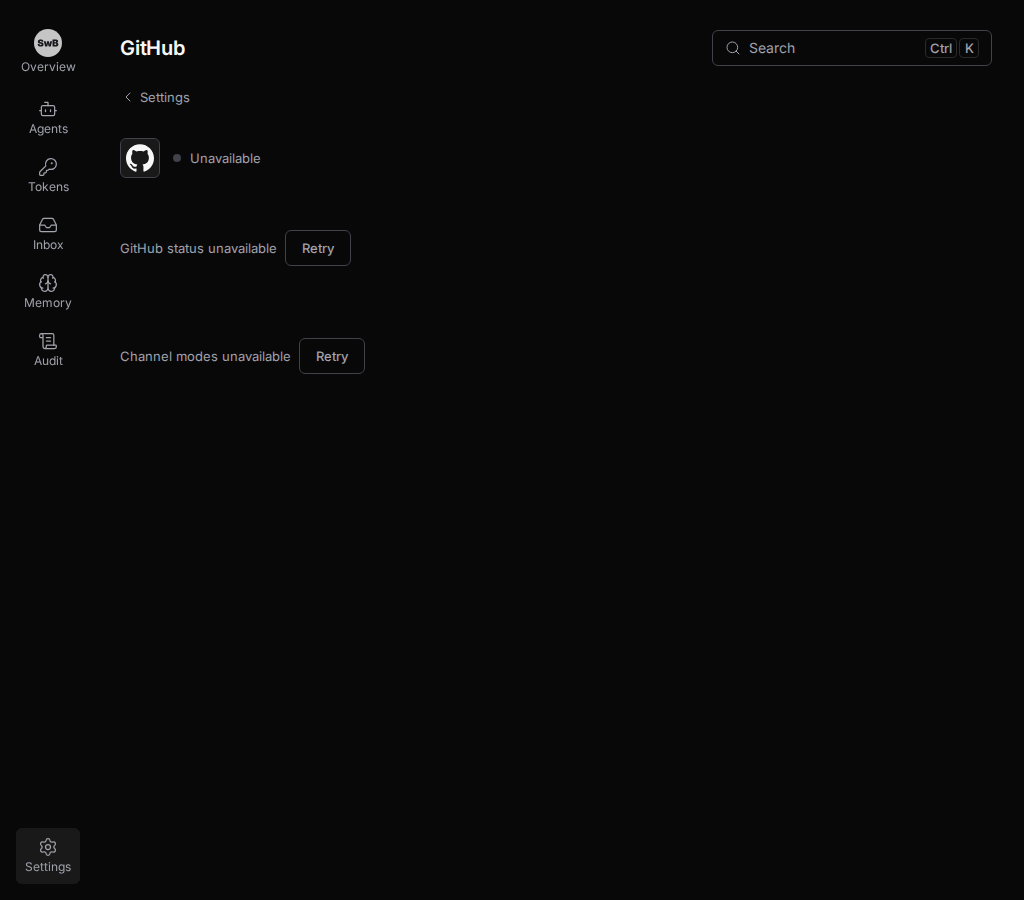 SwB
Overview
Agents
Tokens
Inbox
Memory
Audit
Settings
GitHub
Search Ctrl K
Settings
Unavailable
GitHub status unavailable Retry
Channel modes unavailable Retry